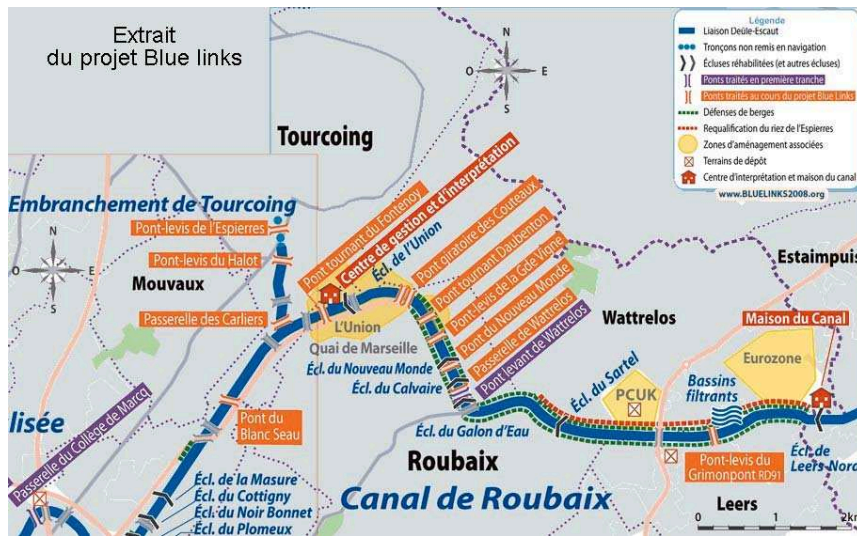 Extrait
du projet Blue links
Légende
Liaison Deûle-Escaut
Tronçons non remis en navigation
Écluses réhabilitées (et autres écluses)
Ponts traités en première tranche
Ponts traités au cours du projet Blue Links
Défenses de berges
Requalification du riez de l'Espierres
Zones d'aménagement associées
Terrains de dépôt
Centre d'interprétation et maison du canal
www.BLUELINKS2008.org
N
O
E
S
N
O
E
S
Tourcoing
Embranchement de Tourcoing
Pont-levis de l'Espierres
Pont-levis du Halot
Mouvaux
Passerelle des Carliers
Pont tournant du Fontenoy
Centre de gestion et d'interprétation
Écl. de l'Union
Pont giratoire des Couteaux
Pont tournant Daubenton
Pont-levis de la Gde Vigne
Pont du Nouveau Monde
Passerelle de Wattrelos
Pont levant de Wattrelos
L'Union
Quai de Marseille
Écl. du Nouveau Monde
Écl. du Calvaire
Écl. du Galon d'Eau
Wattrelos
Estaimpuis
Maison du Canal
Eurozone
Écl. du Sartel
PCUK
Bassins
filtrants
Écl. de
Leers Nord
Pont-levis du
Grimonpont RD91
Leers
Roubaix
Canal de Roubaix
Pont du
Blanc Seau
lisée
Passerelle du Collège de Marcq
Écl. de la Masure
Écl. du Cottigny
Écl. du Noir Bonnet
Écl. du Plomeux
0 1 2km